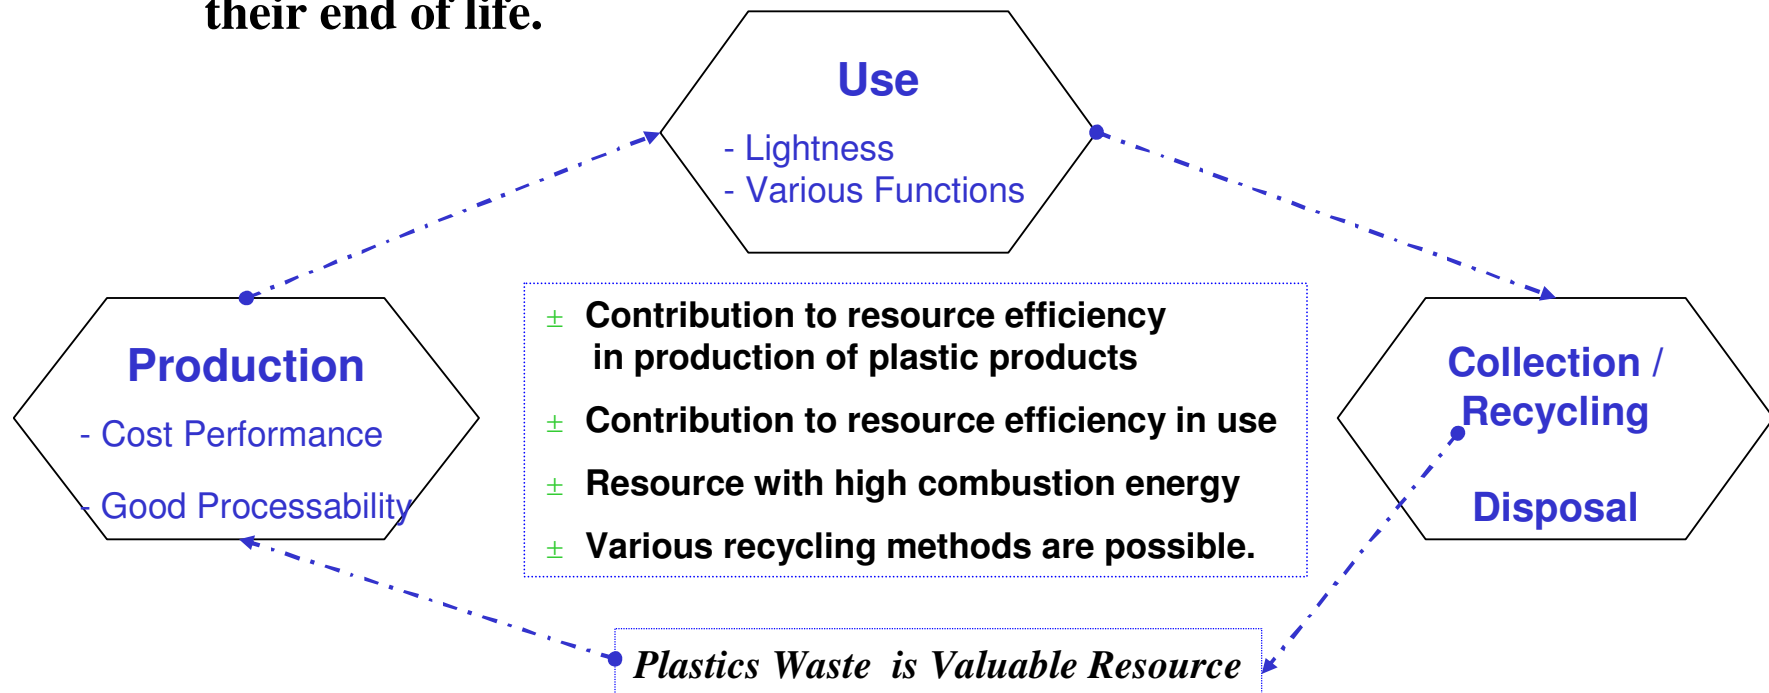 their end of life.
Use
- Lightness
- Various Functions
Production
- Cost Performance
- Good Processability
± Contribution to resource efficiency
in production of plastic products
± Contribution to resource efficiency in use
± Resource with high combustion energy
± Various recycling methods are possible.
Collection /
Recycling
Disposal
Plastics Waste is Valuable Resource